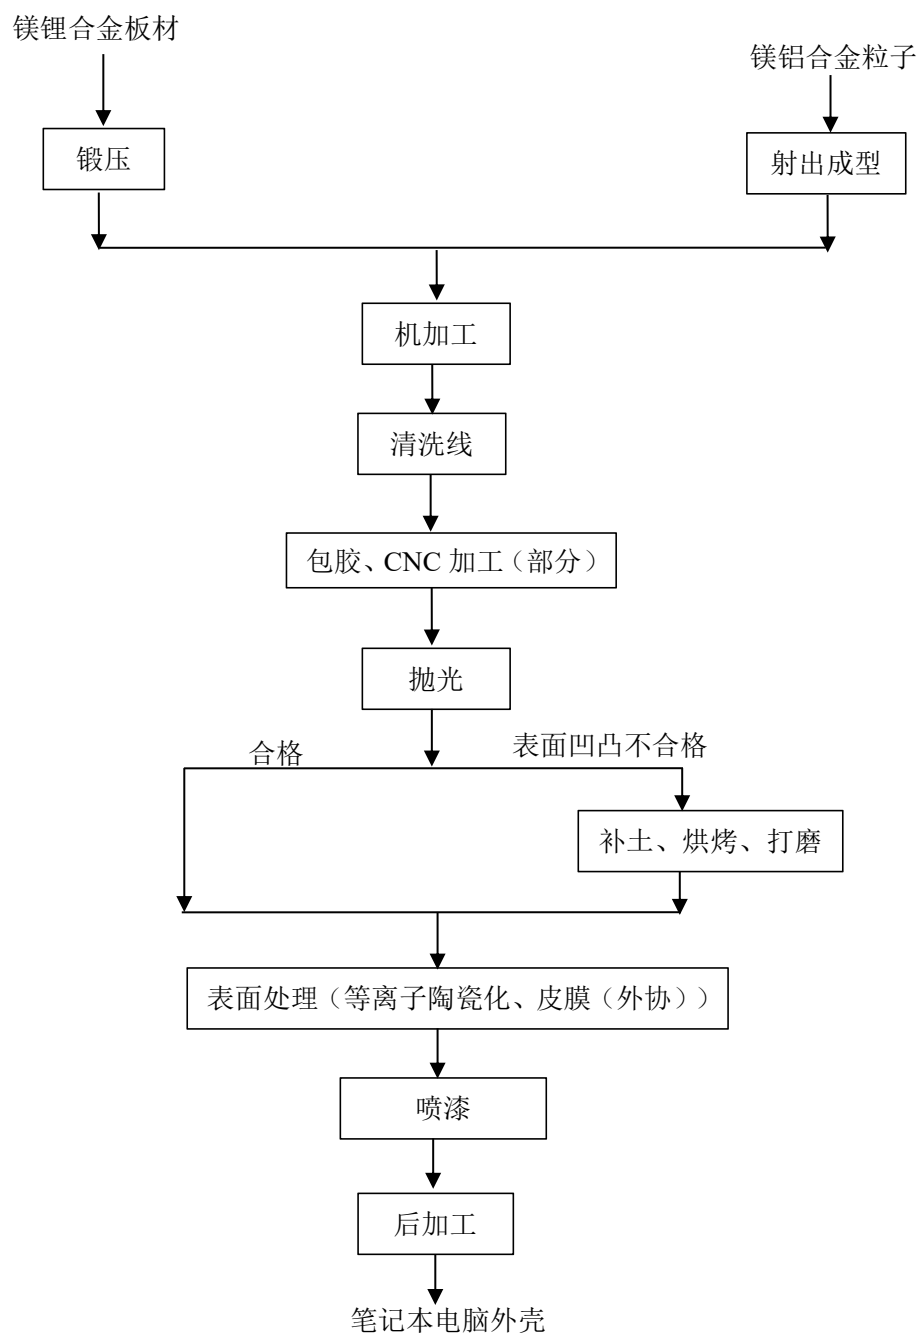 镁锂合金板材
镁铝合金粒子
锻压
射出成型
机加工
清洗线
包胶、CNC 加工（部分）
抛光
合格
表面凹凸不合格
补土、烘烤、打磨
表面处理（等离子陶瓷化、皮膜（外协））
喷漆
后加工
笔记本电脑外壳